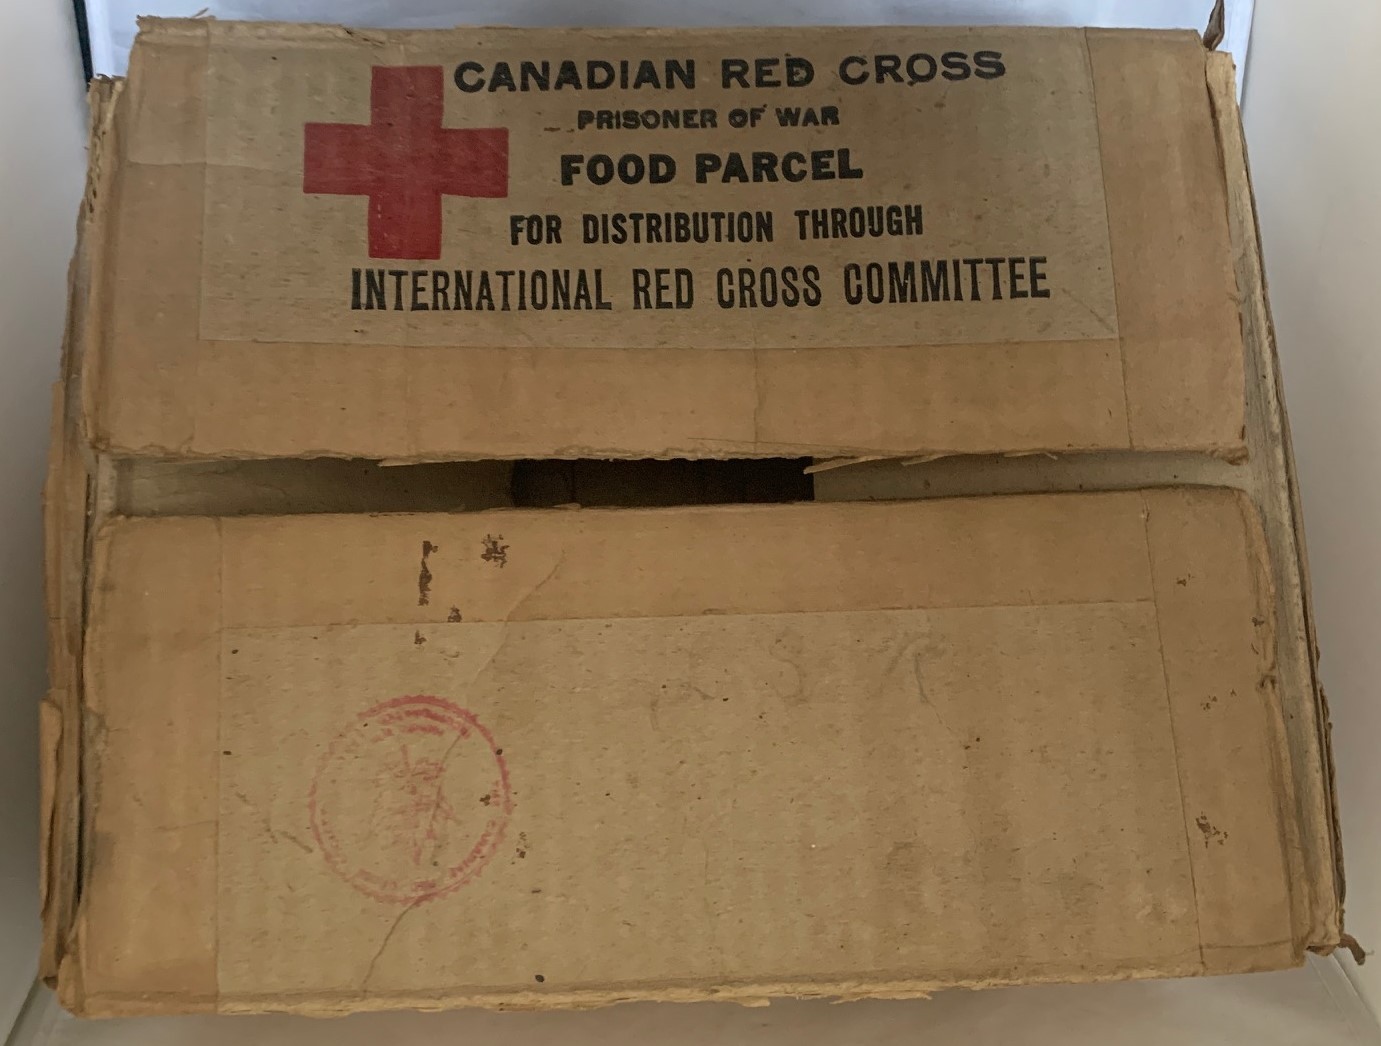 CANADIAN RED CROSS
PRISONER OF WAR
FOOD PARCEL
FOR DISTRIBUTION THROUGH
INTERNATIONAL RED CROSS COMMITTEE